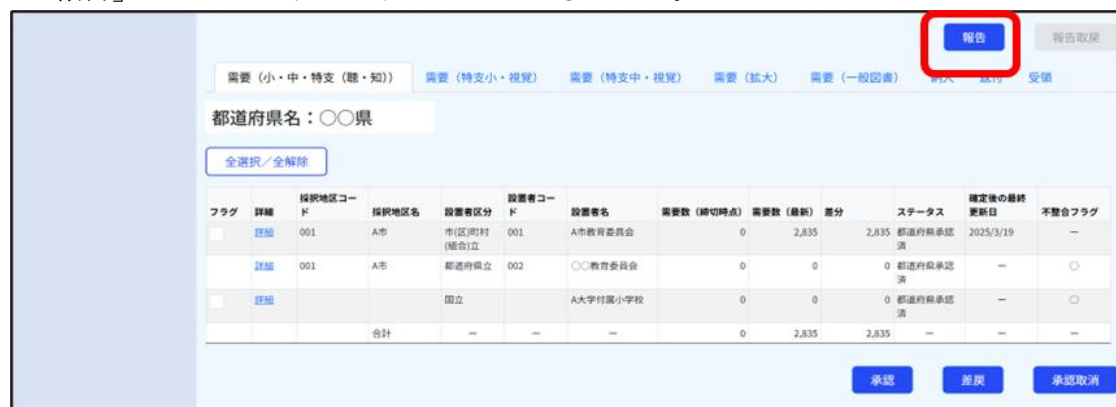 報告 報告取戻
需要（小・中・特支（聴・知）） 需要（特支小・視覚） 需要（特支中・視覚） 需要（拡大） 需要（一般図書） 納入 送付 受領
都道府県名：○○県
全選択／全解除
フラグ 詳細 採択地区コード 採択地区名 設置者区分 設置者コード 設置者名 需要数（締切時点） 需要数（最新） 差分 ステータス 確定後の最終更新日 不整合フラグ
詳細 001 A市 市(区)町村(組合)立 001 A市教育委員会 0 2,835 2,835 都道府県承認済 2025/3/19 －
詳細 001 A市 都道府県立 002 ○○教育委員会 0 0 0 都道府県承認済 － ○
詳細 国立 A大学付属小学校 0 0 0 都道府県承認済 － ○
合計 － － － 0 2,835 2,835 － － －
承認 差戻 承認取消